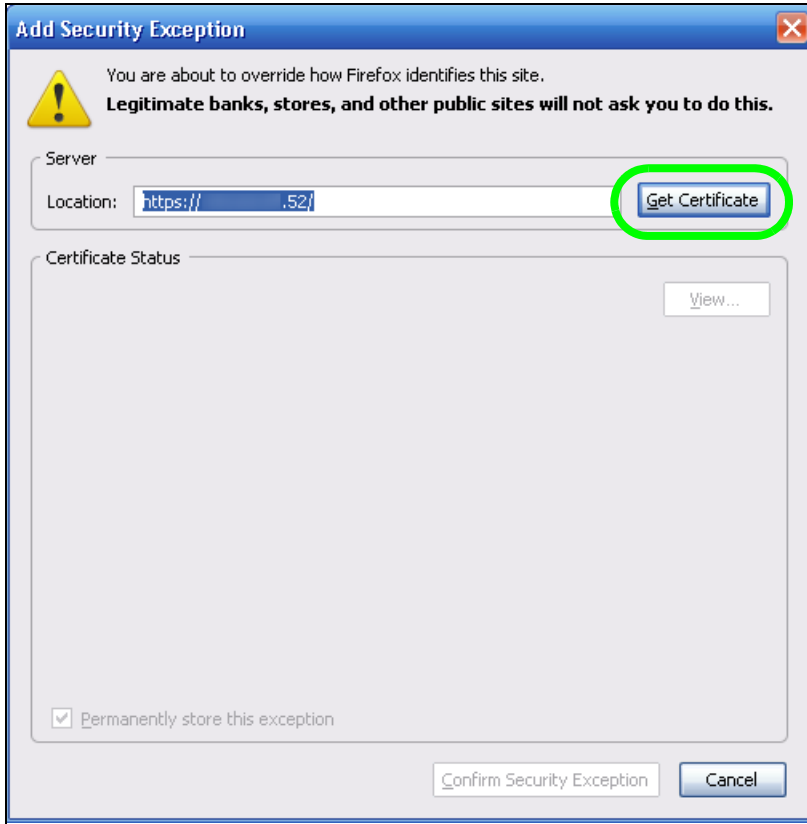 Add Security Exception
You are about to override how Firefox identifies this site.
Legitimate banks, stores, and other public sites will not ask you to do this.
Server
Location: https:// .52/ Get Certificate
Certificate Status
View...
Permanently store this exception
Confirm Security Exception Cancel